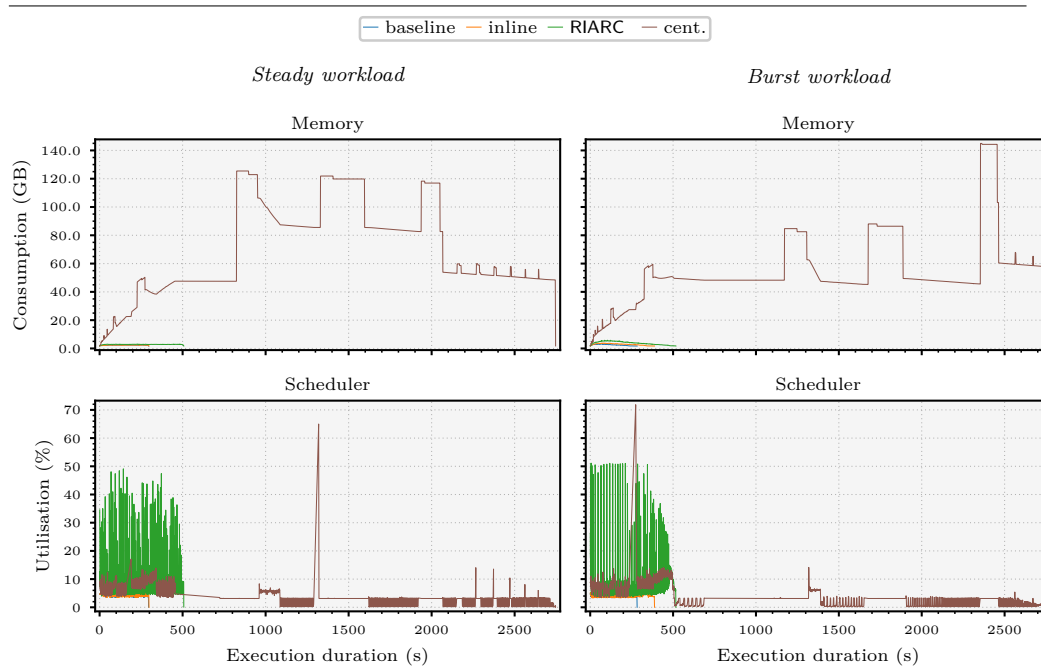 baseline inline RIARC cent.
Steady workload
Burst workload
Memory
Memory
Consumption (GB)
140.0
120.0
100.0
80.0
60.0
40.0
20.0
0.0
Scheduler
Scheduler
Utilisation (%)
70
60
50
40
30
20
10
0
0 500 1000 1500 2000 2500
0 500 1000 1500 2000 2500
Execution duration (s)
Execution duration (s)